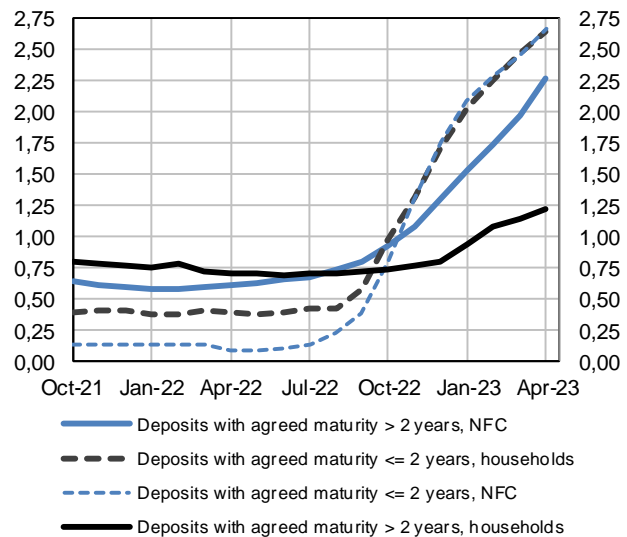 2,75 2,75
2,50 2,50
2,25 2,25
2,00 2,00
1,75 1,75
1,50 1,50
1,25 1,25
1,00 1,00
0,75 0,75
0,50 0,50
0,25 0,25
0,00 0,00
Oct-21 Jan-22 Apr-22 Jul-22 Oct-22 Jan-23 Apr-23
Deposits with agreed maturity > 2 years, NFC
Deposits with agreed maturity <= 2 years, households
Deposits with agreed maturity <= 2 years, NFC
Deposits with agreed maturity > 2 years, households